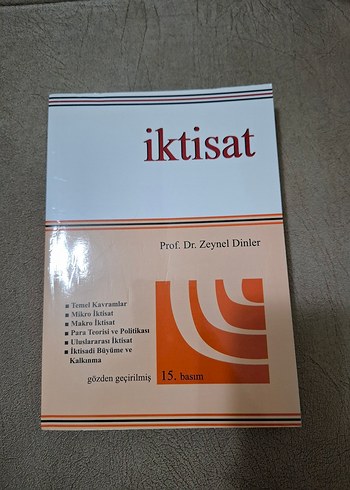 iktisat
Prof. Dr. Zeynel Dinler
Temel Kavramlar
Mikro İktisat
Makro İktisat
Para Teorisi ve Politikası
Uluslararası İktisat
İktisadi Büyüme ve
Kalkınma
gözden geçirilmiş 15. basım